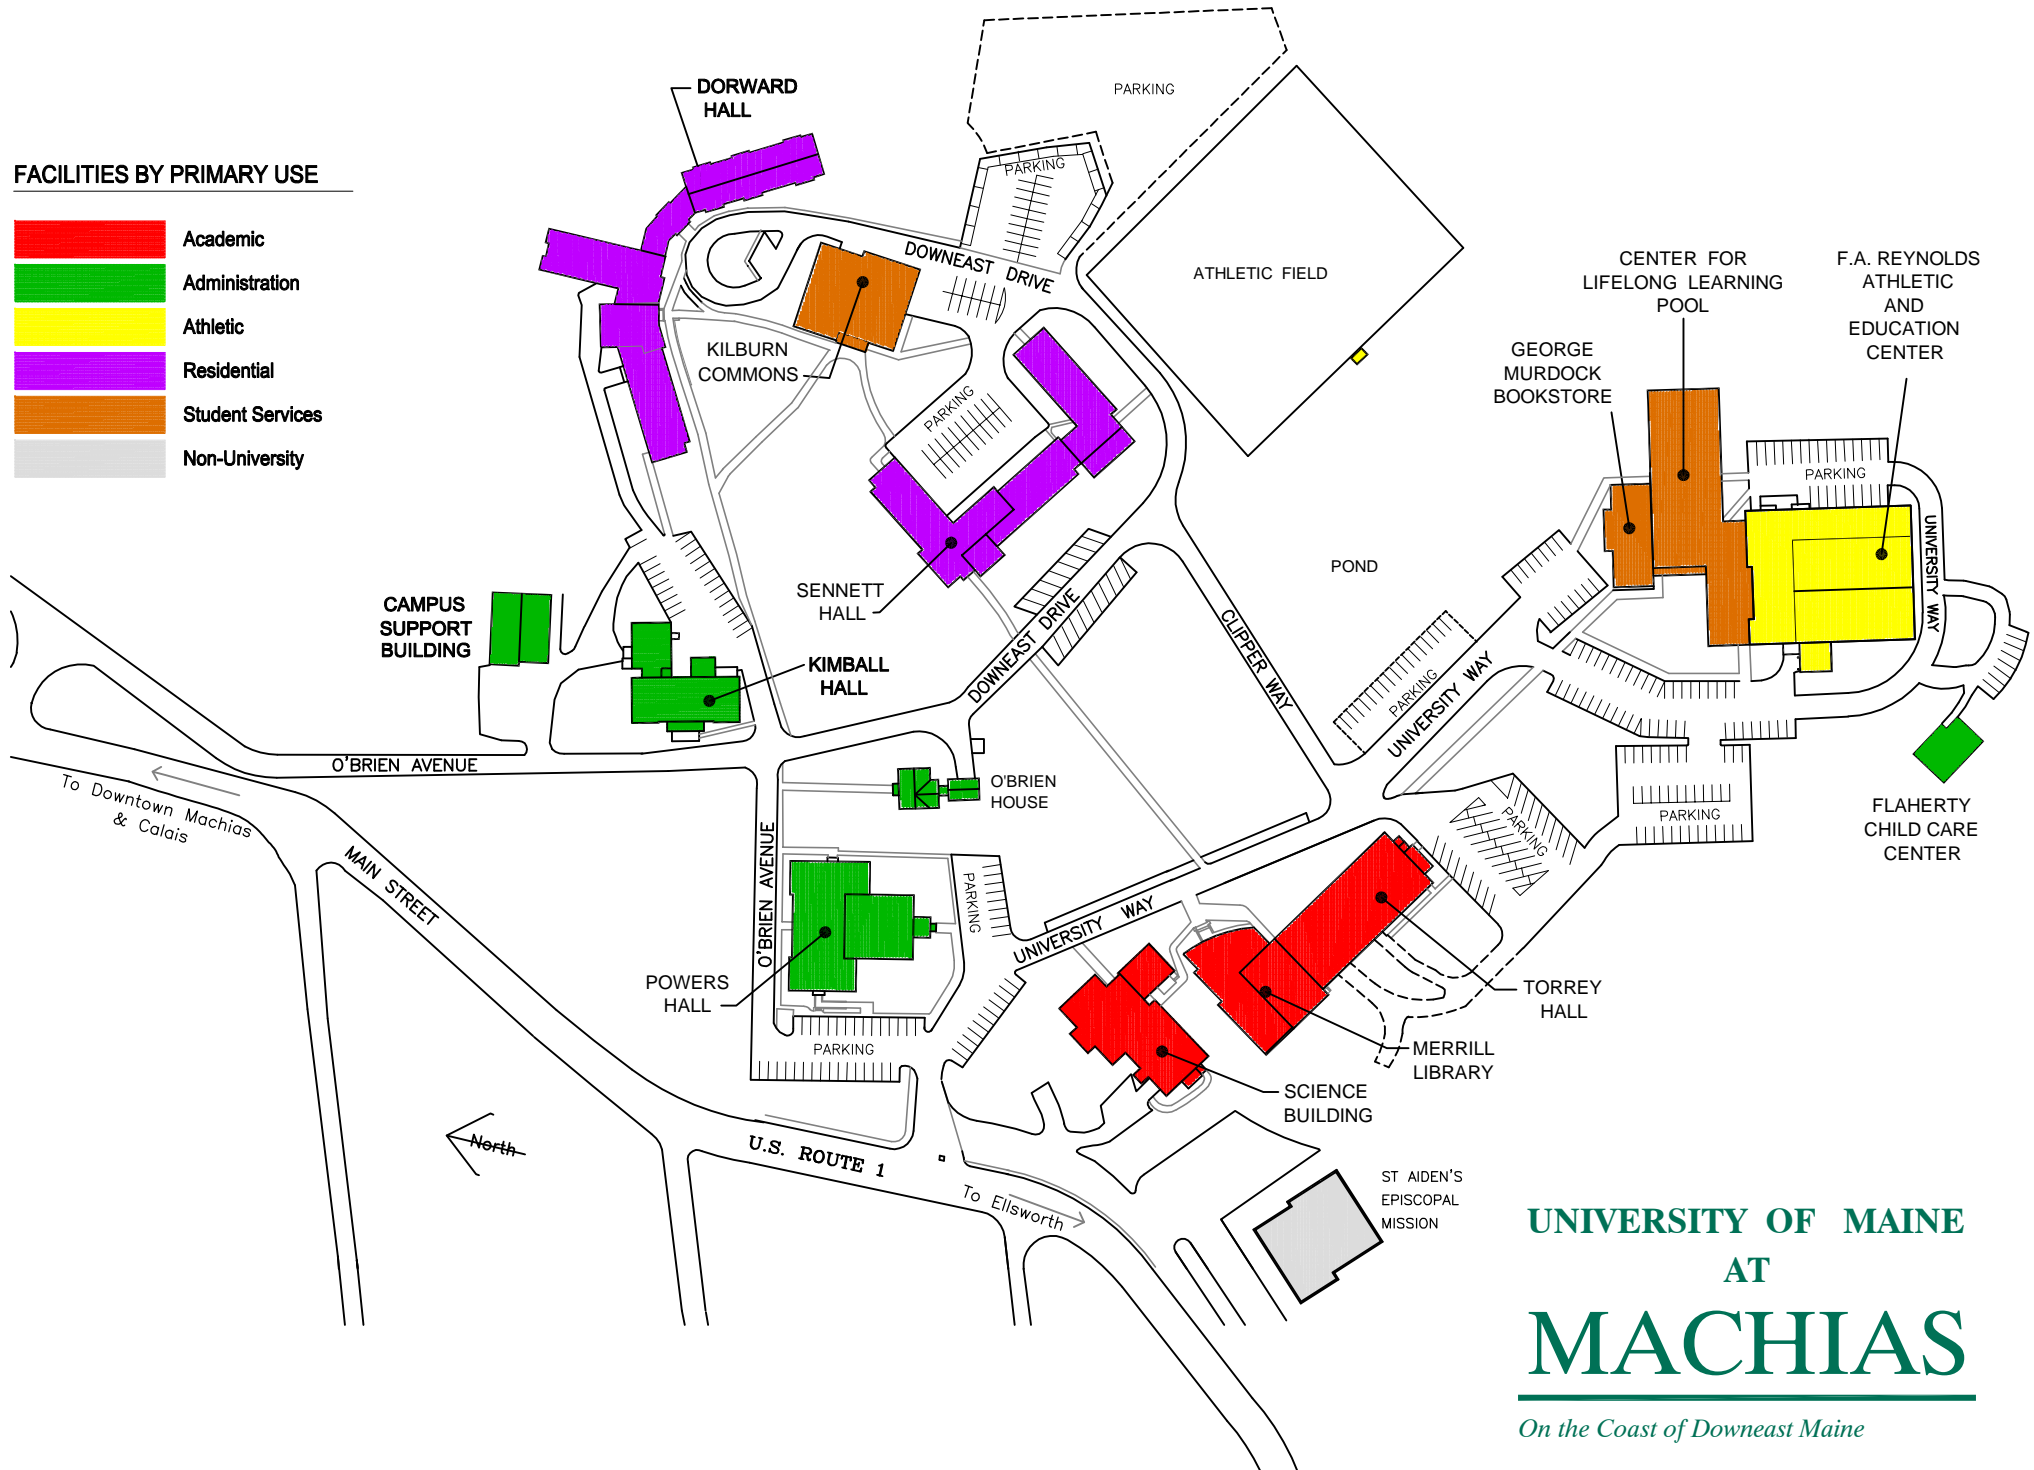 FACILITIES BY PRIMARY USE
Academic
Administration
Athletic
Residential
Student Services
Non-University
DORWARD
HALL
PARKING
PARKING
DOWNEAST DRIVE
ATHLETIC FIELD
KILBURN
COMMONS
PARKING
CENTER FOR
LIFELONG LEARNING
POOL
F.A. REYNOLDS
ATHLETIC
AND
EDUCATION
CENTER
GEORGE
MURDOCK
BOOKSTORE
PARKING
UNIVERSITY WAY
POND
SENNETT
HALL
DOWNEAST DRIVE
CLIPPER WAY
CAMPUS
SUPPORT
BUILDING
KIMBALL
HALL
PARKING
UNIVERSITY WAY
O'BRIEN AVENUE
O'BRIEN
HOUSE
To Downtown Machias
& Calais
MAIN STREET
O'BRIEN AVENUE
PARKING
PARKING
PARKING
FLAHERTY
CHILD CARE
CENTER
UNIVERSITY WAY
POWERS
HALL
PARKING
TORREY
HALL
MERRILL
LIBRARY
SCIENCE
BUILDING
North
U.S. ROUTE 1
To Ellsworth
ST AIDEN'S
EPISCOPAL
MISSION
UNIVERSITY OF MAINE
AT
MACHIAS
On the Coast of Downeast Maine